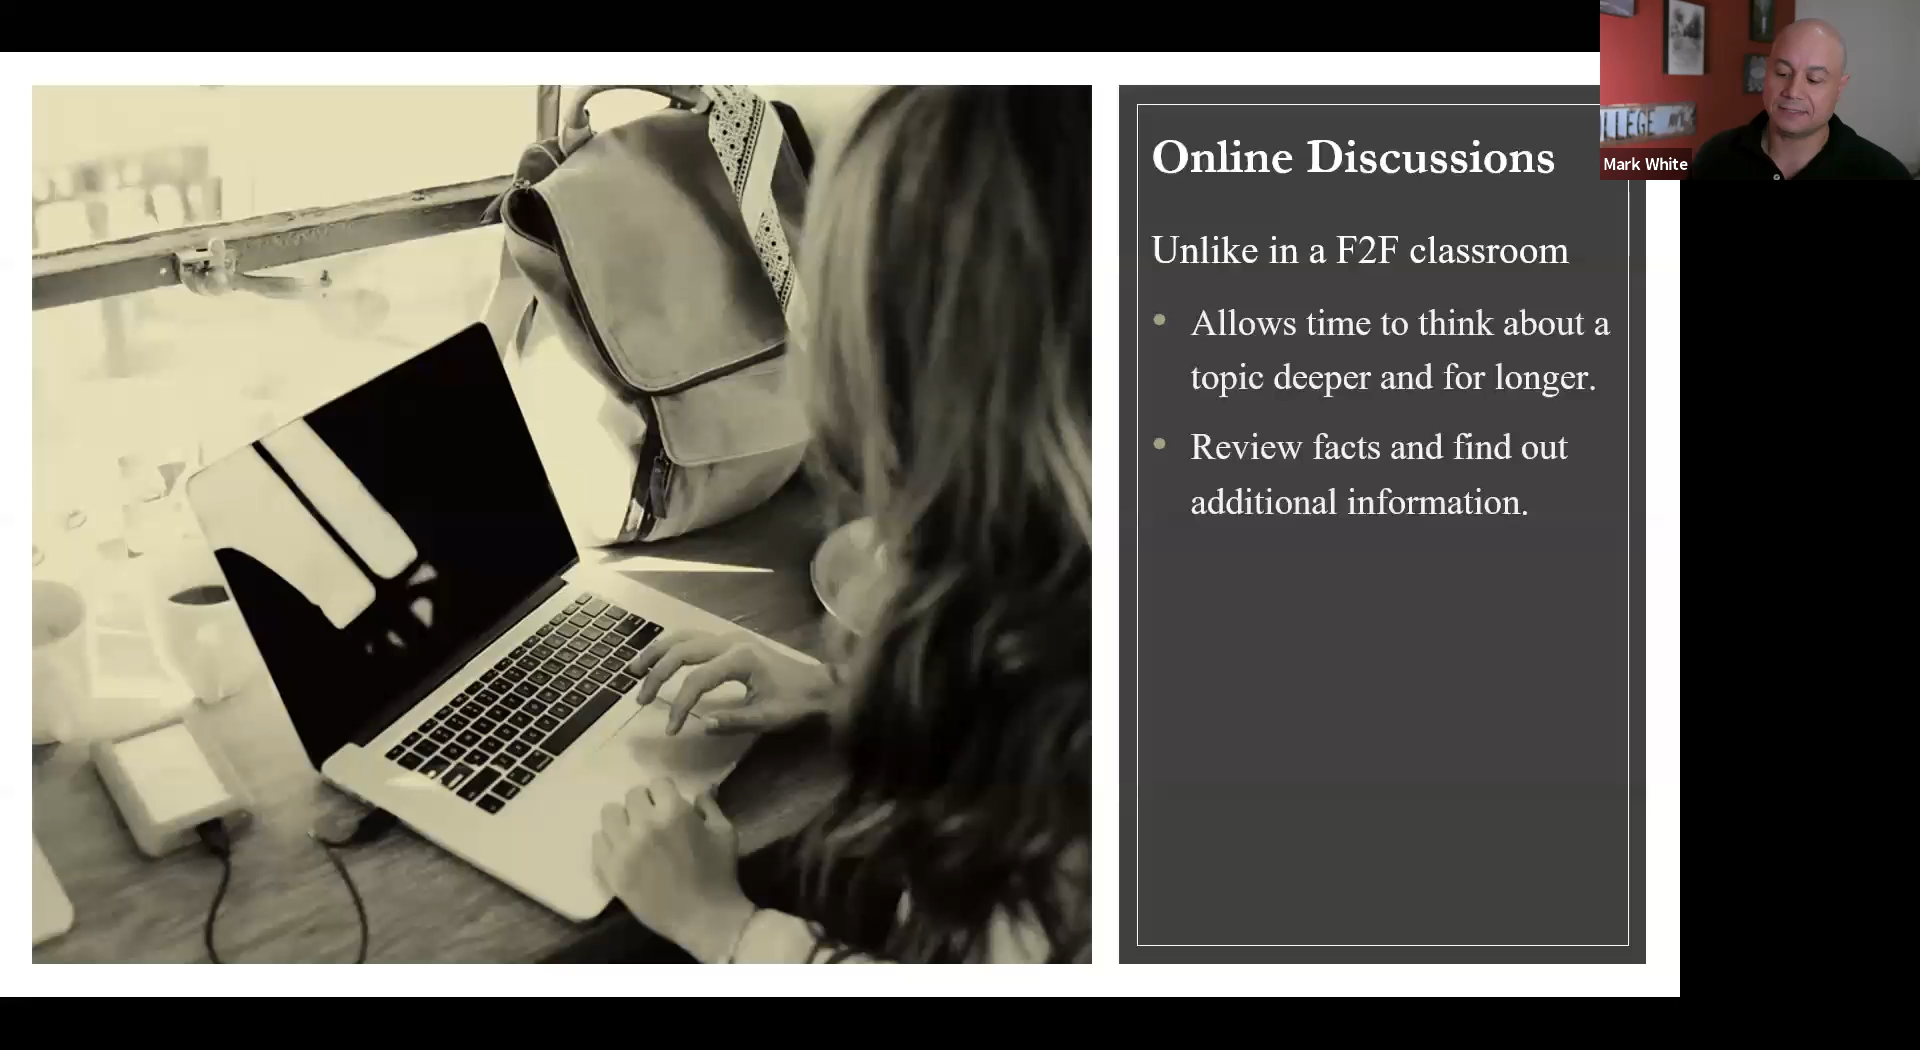 Online Discussions
Unlike in a F2F classroom
• Allows time to think about a
topic deeper and for longer.
• Review facts and find out
additional information.
Mark White